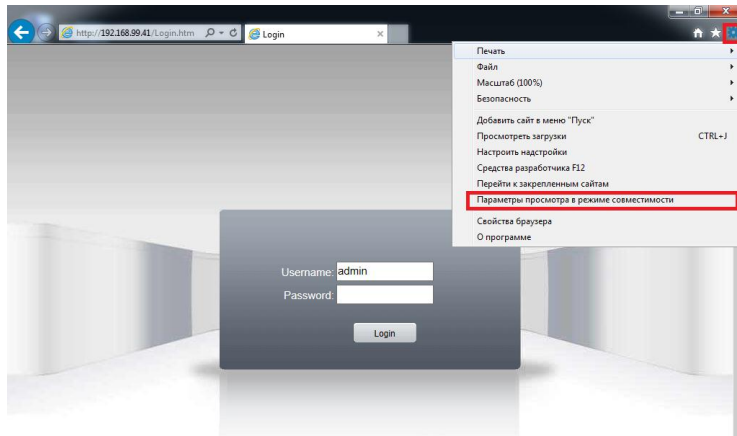 http://192.168.99.41/Login.htm
Login
Печать
Файл
Масштаб (100%)
Безопасность
Добавить сайт в меню "Пуск"
Просмотреть загрузки CTRL+J
Настроить надстройки
Средства разработчика F12
Перейти к закрепленным сайтам
Параметры просмотра в режиме совместимости
Свойства браузера
О программе
Username: admin
Password:
Login